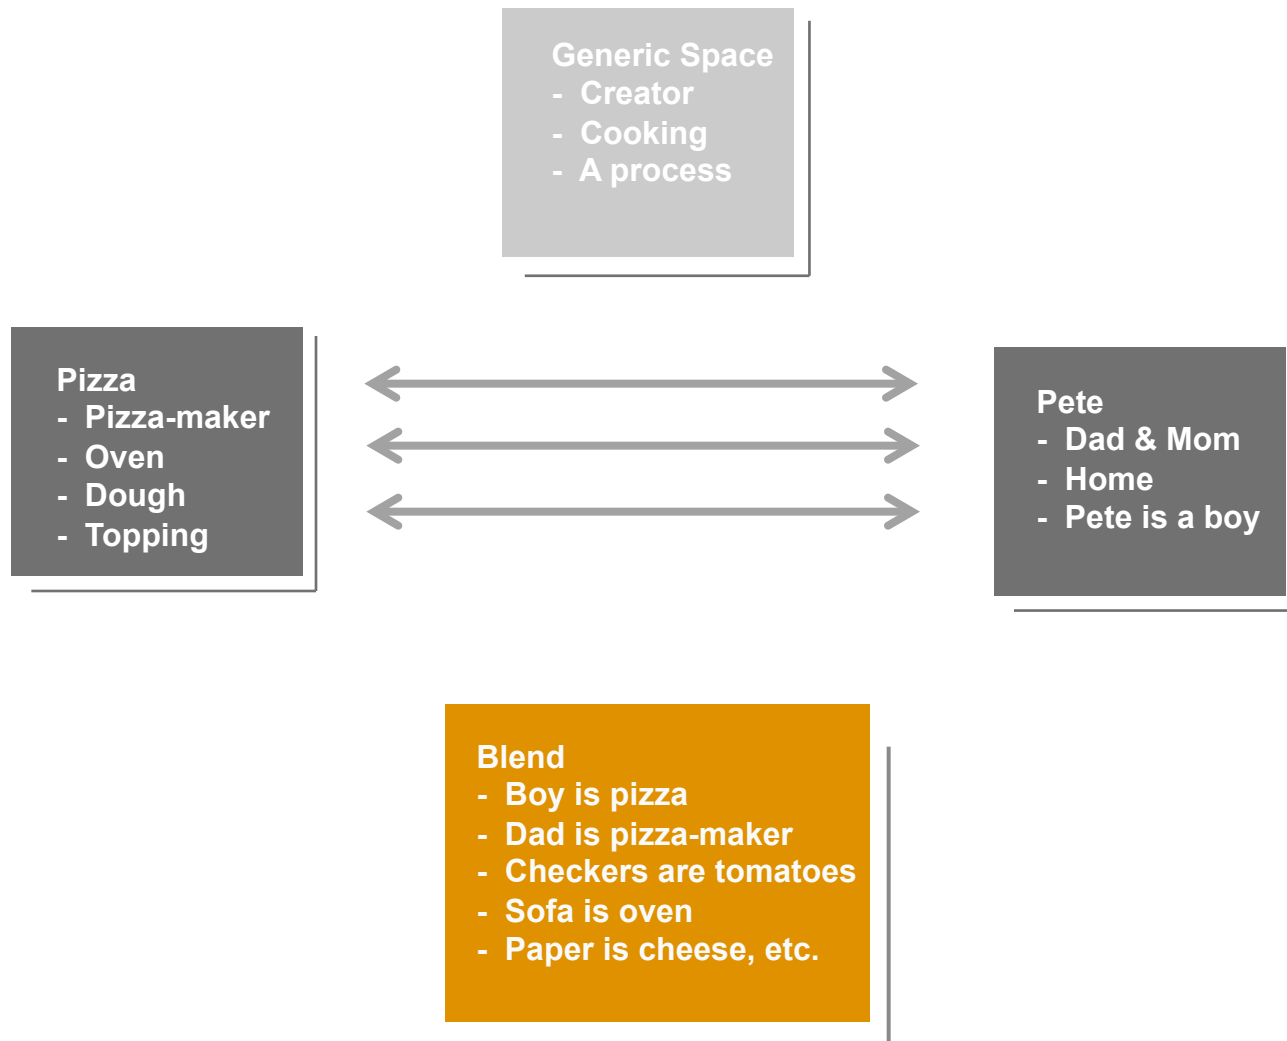 Generic Space
- Creator
- Cooking
- A process
Pizza
- Pizza-maker
- Oven
- Dough
- Topping
Pete
- Dad & Mom
- Home
- Pete is a boy
Blend
- Boy is pizza
- Dad is pizza-maker
- Checkers are tomatoes
- Sofa is oven
- Paper is cheese, etc.